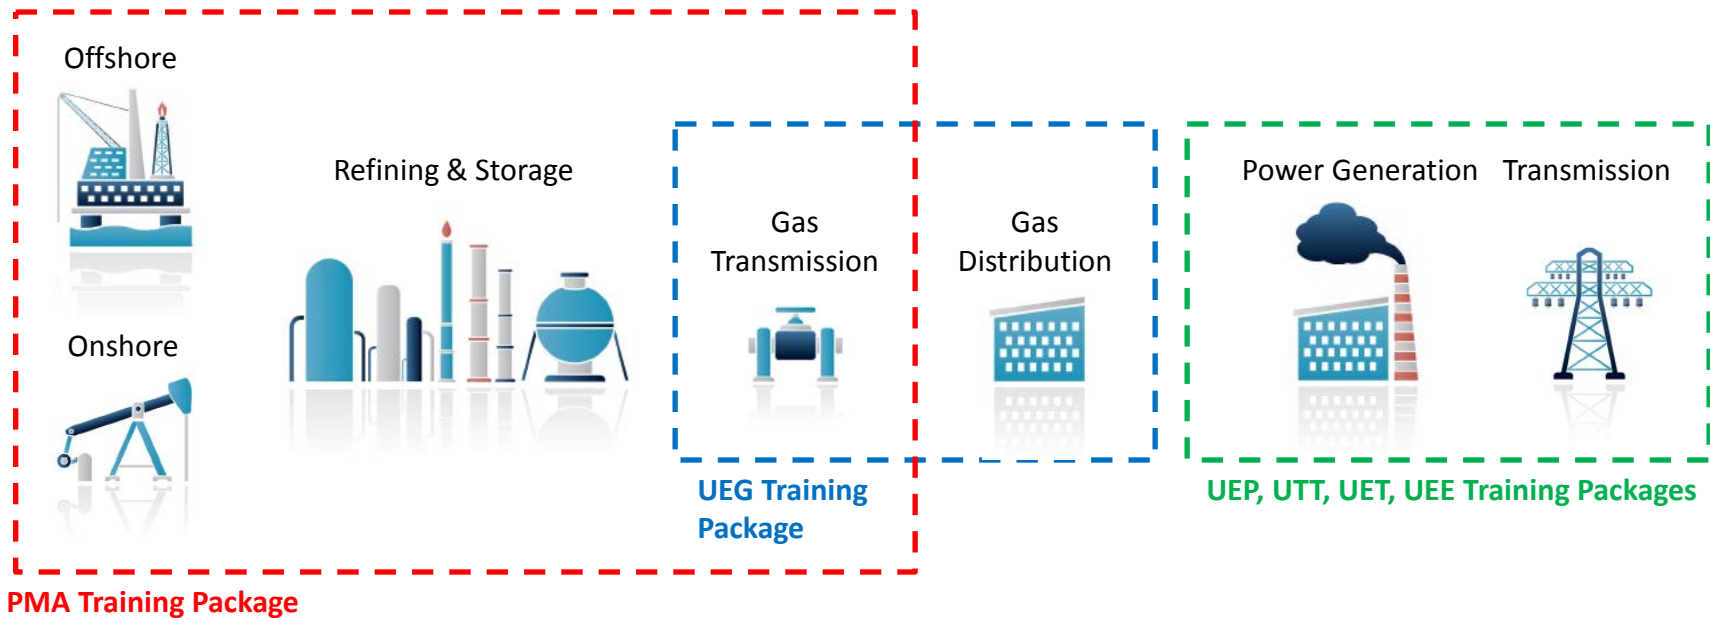 Offshore
Refining & Storage
Onshore
Gas
Transmission
Gas
Distribution
Power Generation
Transmission
UEG Training
Package
UEP, UTT, UET, UEE Training Packages
PMA Training Package